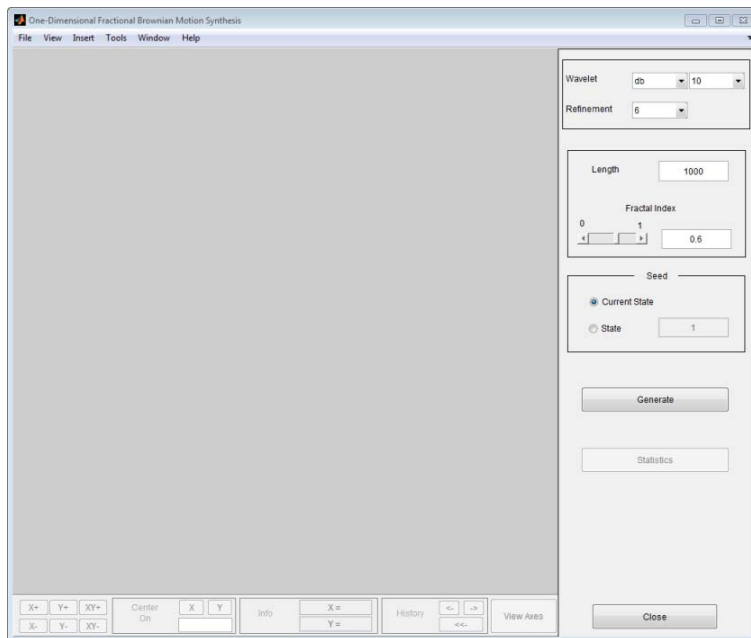 One-Dimensional Fractional Brownian Motion Synthesis
File View Insert Tools Window Help
Wavelet db 10
Refinement 6
Length 1000
Fractal Index
0 1
0.6
Seed
Current State
State 1
Generate
Statistics
X+ Y+ XY+ Center On X Y Info X = History <- -> View Axes
X- Y- XY- Y = <<-
Close